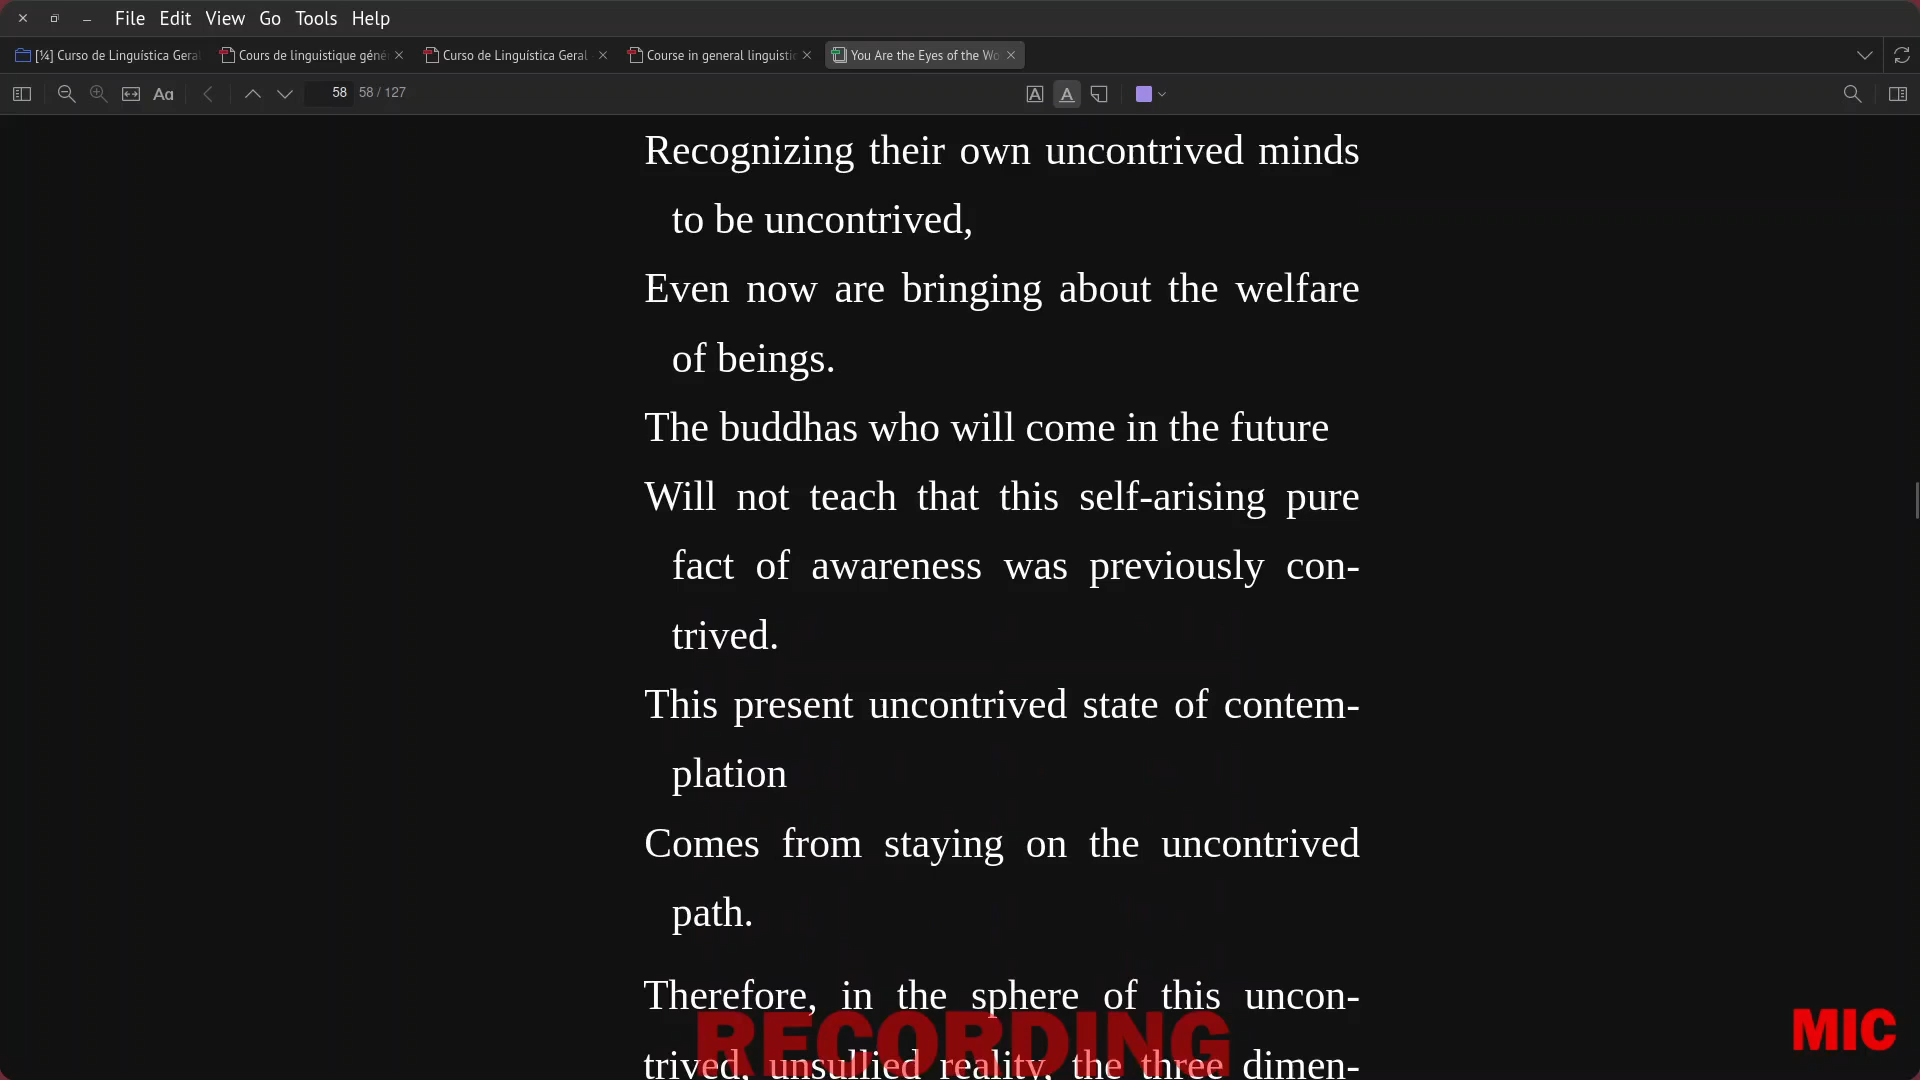 File Edit View Go Tools Help
[¼] Curso de Linguística Geral
Cours de linguistique géné
Curso de Linguística Geral
Course in general linguistic
You Are the Eyes of the Wo
Aa
58
58 / 127
A
A
Recognizing their own uncontrived minds
to be uncontrived,
Even now are bringing about the welfare
of beings.
The buddhas who will come in the future
Will not teach that this self-arising pure
fact of awareness was previously con-
trived.
This present uncontrived state of contem-
plation
Comes from staying on the uncontrived
path.
Therefore, in the sphere of this uncon-
trived, unsullied reality, the three dimen-
RECORDING
MIC